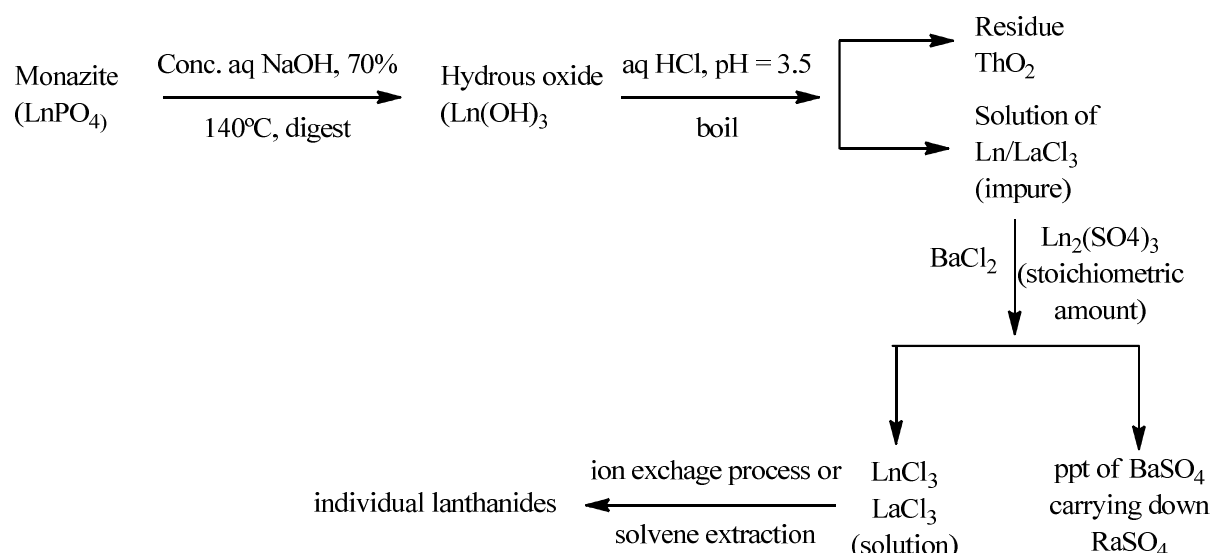 Monazite
(LnPO4)
Conc. aq NaOH, 70%
140ºC, digest
Hydrous oxide
(Ln(OH)3
aq HCl, pH = 3.5
boil
Residue
ThO2
Solution of
Ln/LaCl3
(impure)
BaCl2
Ln2(SO4)3
(stoichiometric
amount)
individual lanthanides
ion exchage process or
solvene extraction
LnCl3
LaCl3
(solution)
ppt of BaSO4
carrying down
RaSO4